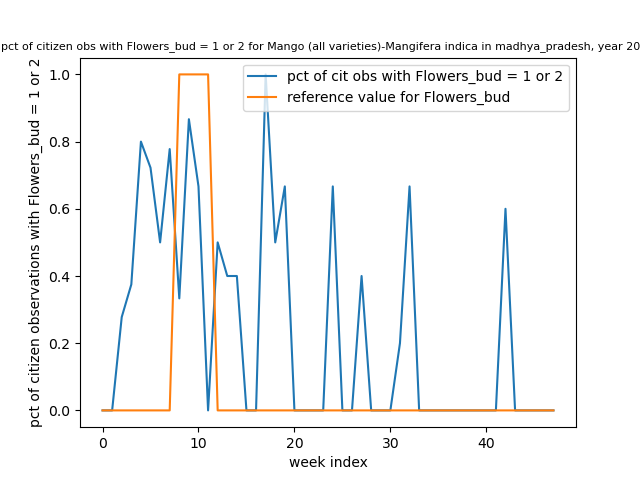 pct of citizen obs with Flowers_bud = 1 or 2 for Mango (all varieties)-Mangifera indica in madhya_pradesh, year 20
pct of citizen observations with Flowers_bud = 1 or 2
1.0
0.8
0.6
0.4
0.2
0.0
pct of cit obs with Flowers_bud = 1 or 2
reference value for Flowers_bud
0 10 20 30 40
week index